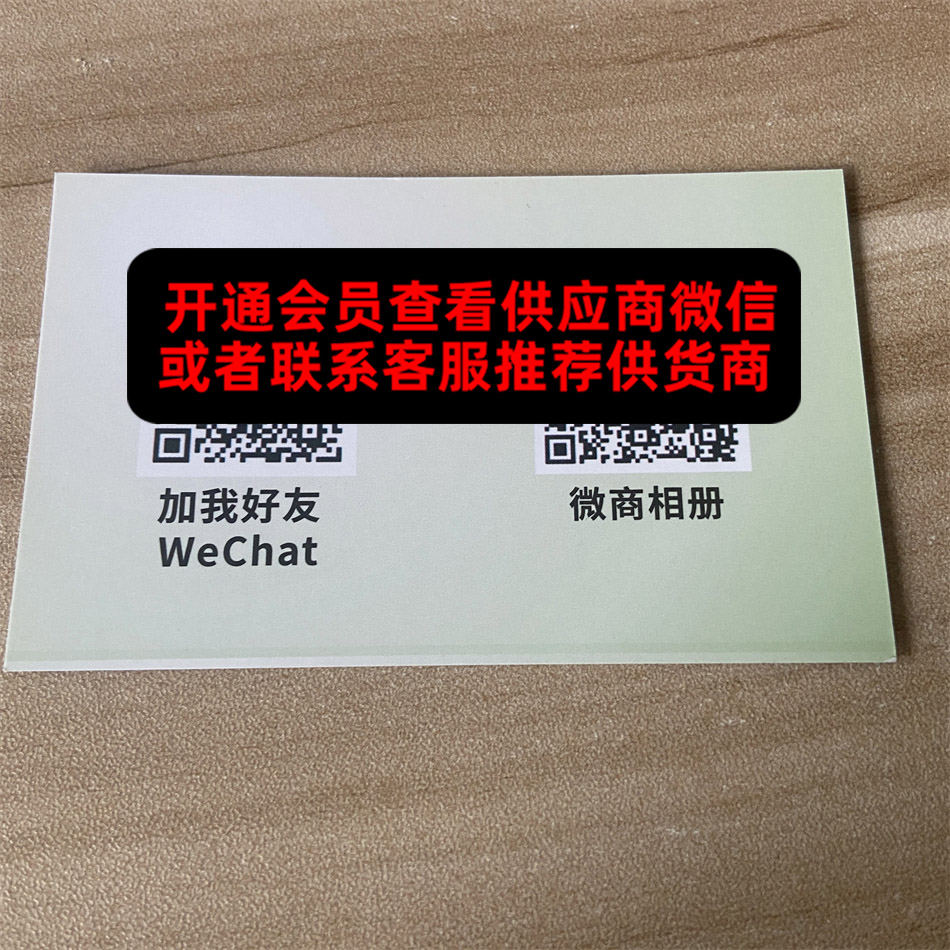 开通会员查看供应商微信
或者联系客服推荐供货商
加我好友
WeChat
微商相册